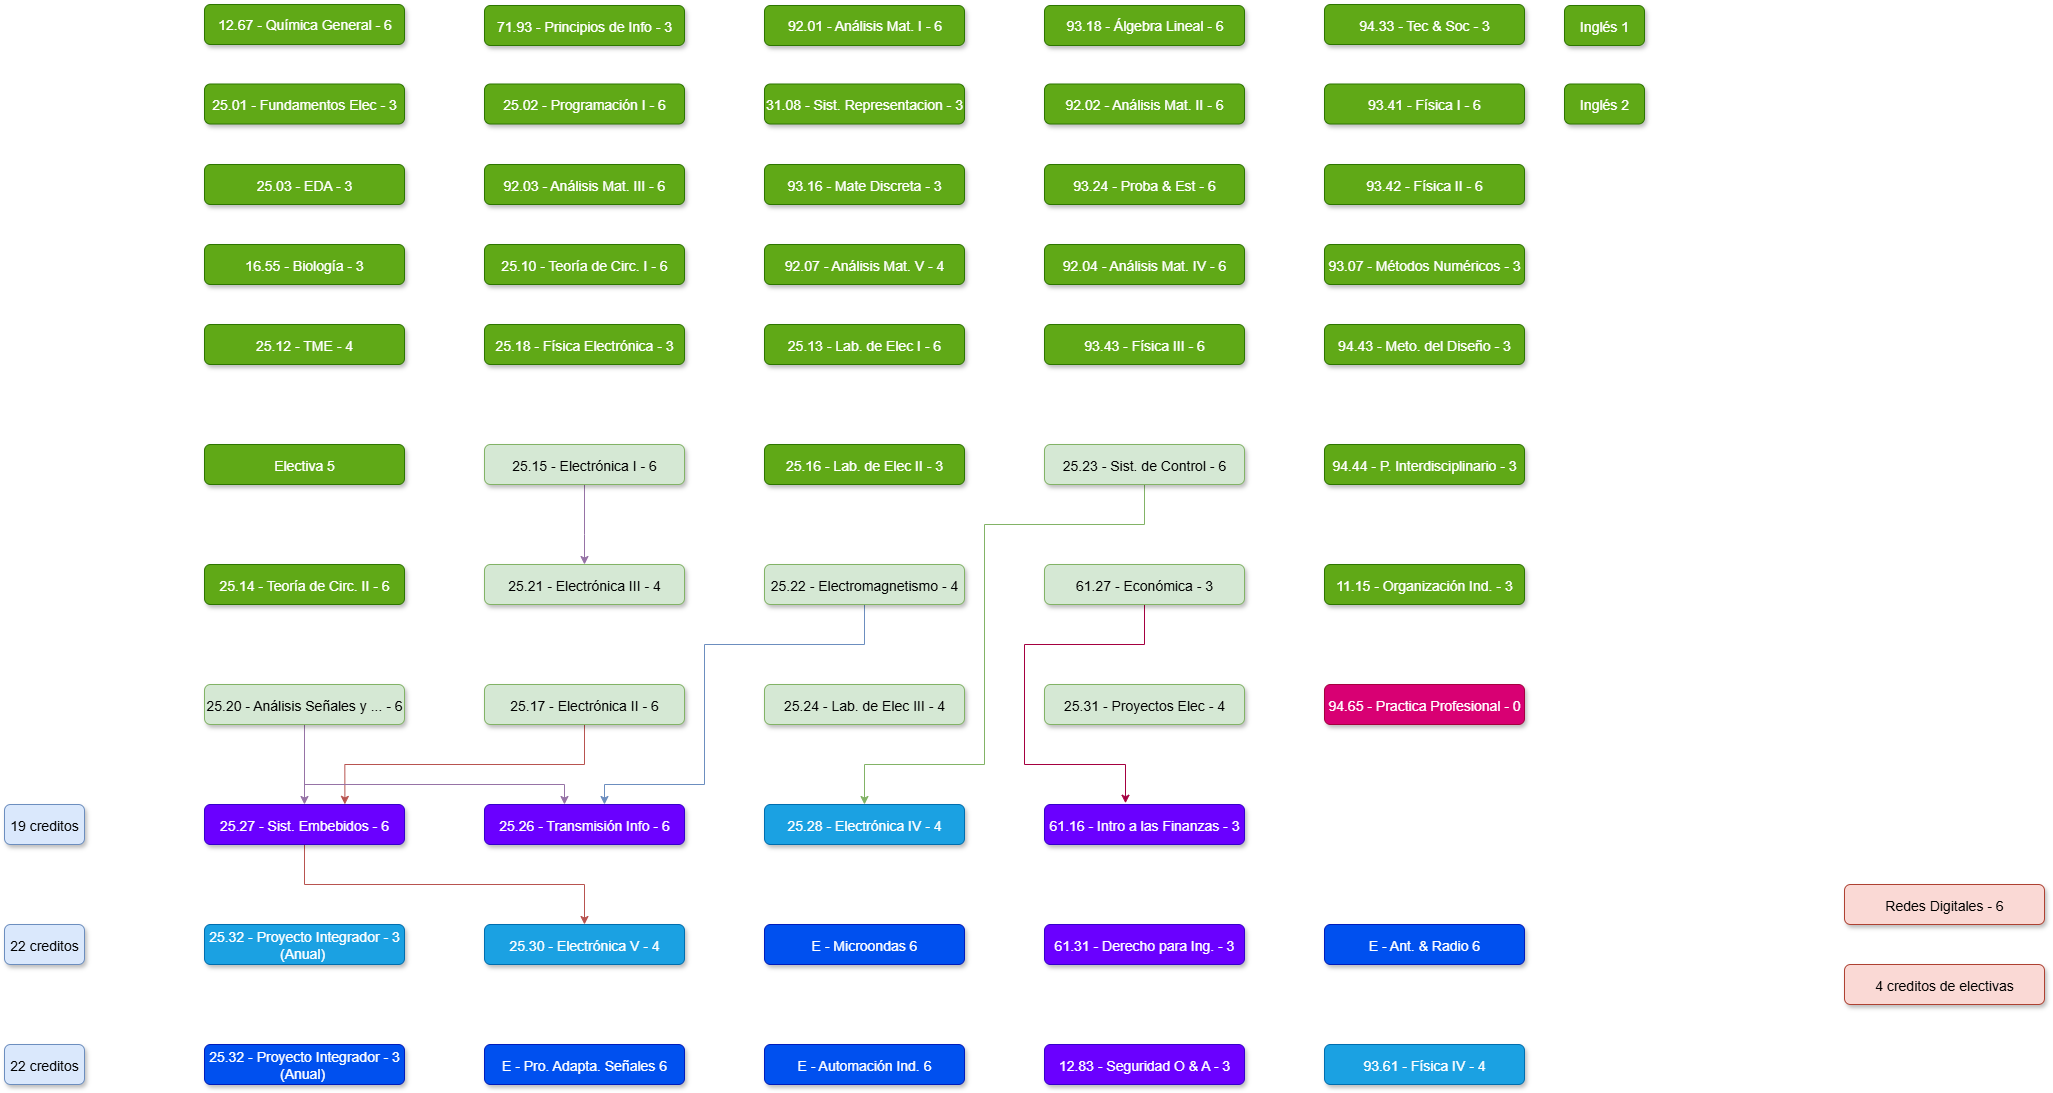 12.67 - Química General - 6
71.93 - Principios de Info - 3
92.01 - Análisis Mat. I - 6
93.18 - Álgebra Lineal - 6
94.33 - Tec & Soc - 3
Inglés 1
25.01 - Fundamentos Elec - 3
25.02 - Programación I - 6
31.08 - Sist. Representacion - 3
92.02 - Análisis Mat. II - 6
93.41 - Física I - 6
Inglés 2
25.03 - EDA - 3
92.03 - Análisis Mat. III - 6
93.16 - Mate Discreta - 3
93.24 - Proba & Est - 6
93.42 - Física II - 6
16.55 - Biología - 3
25.10 - Teoría de Circ. I - 6
92.07 - Análisis Mat. V - 4
92.04 - Análisis Mat. IV - 6
93.07 - Métodos Numéricos - 3
25.12 - TME - 4
25.18 - Física Electrónica - 3
25.13 - Lab. de Elec I - 6
93.43 - Física III - 6
94.43 - Meto. del Diseño - 3
Electiva 5
25.15 - Electrónica I - 6
25.16 - Lab. de Elec II - 3
25.23 - Sist. de Control - 6
94.44 - P. Interdisciplinario - 3
25.14 - Teoría de Circ. II - 6
25.21 - Electrónica III - 4
25.22 - Electromagnetismo - 4
61.27 - Económica - 3
11.15 - Organización Ind. - 3
25.20 - Análisis Señales y ... - 6
25.17 - Electrónica II - 6
25.24 - Lab. de Elec III - 4
25.31 - Proyectos Elec - 4
94.65 - Practica Profesional - 0
19 creditos
25.27 - Sist. Embebidos - 6
25.26 - Transmisión Info - 6
25.28 - Electrónica IV - 4
61.16 - Intro a las Finanzas - 3
Redes Digitales - 6
22 creditos
25.32 - Proyecto Integrador - 3
(Anual)
25.30 - Electrónica V - 4
E - Microondas 6
61.31 - Derecho para Ing. - 3
E - Ant. & Radio 6
4 creditos de electivas
22 creditos
25.32 - Proyecto Integrador - 3
(Anual)
E - Pro. Adapta. Señales 6
E - Automación Ind. 6
12.83 - Seguridad O & A - 3
93.61 - Física IV - 4